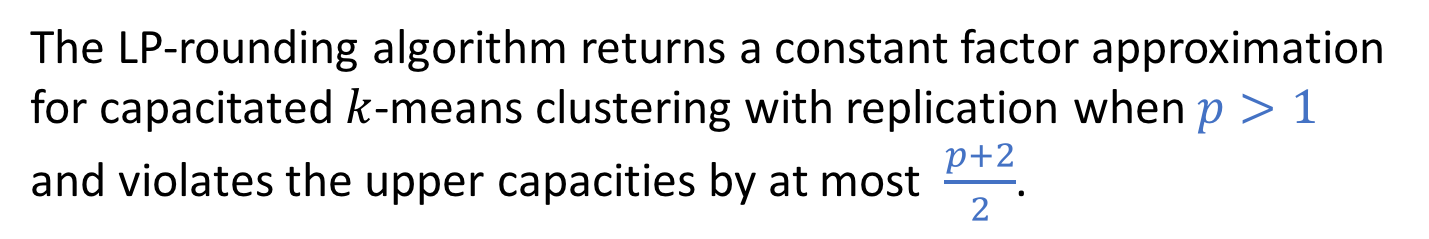 The LP-rounding algorithm returns a constant factor approximation
for capacitated k-means clustering with replication when p > 1
and violates the upper capacities by at most \frac{p+2}{2}.